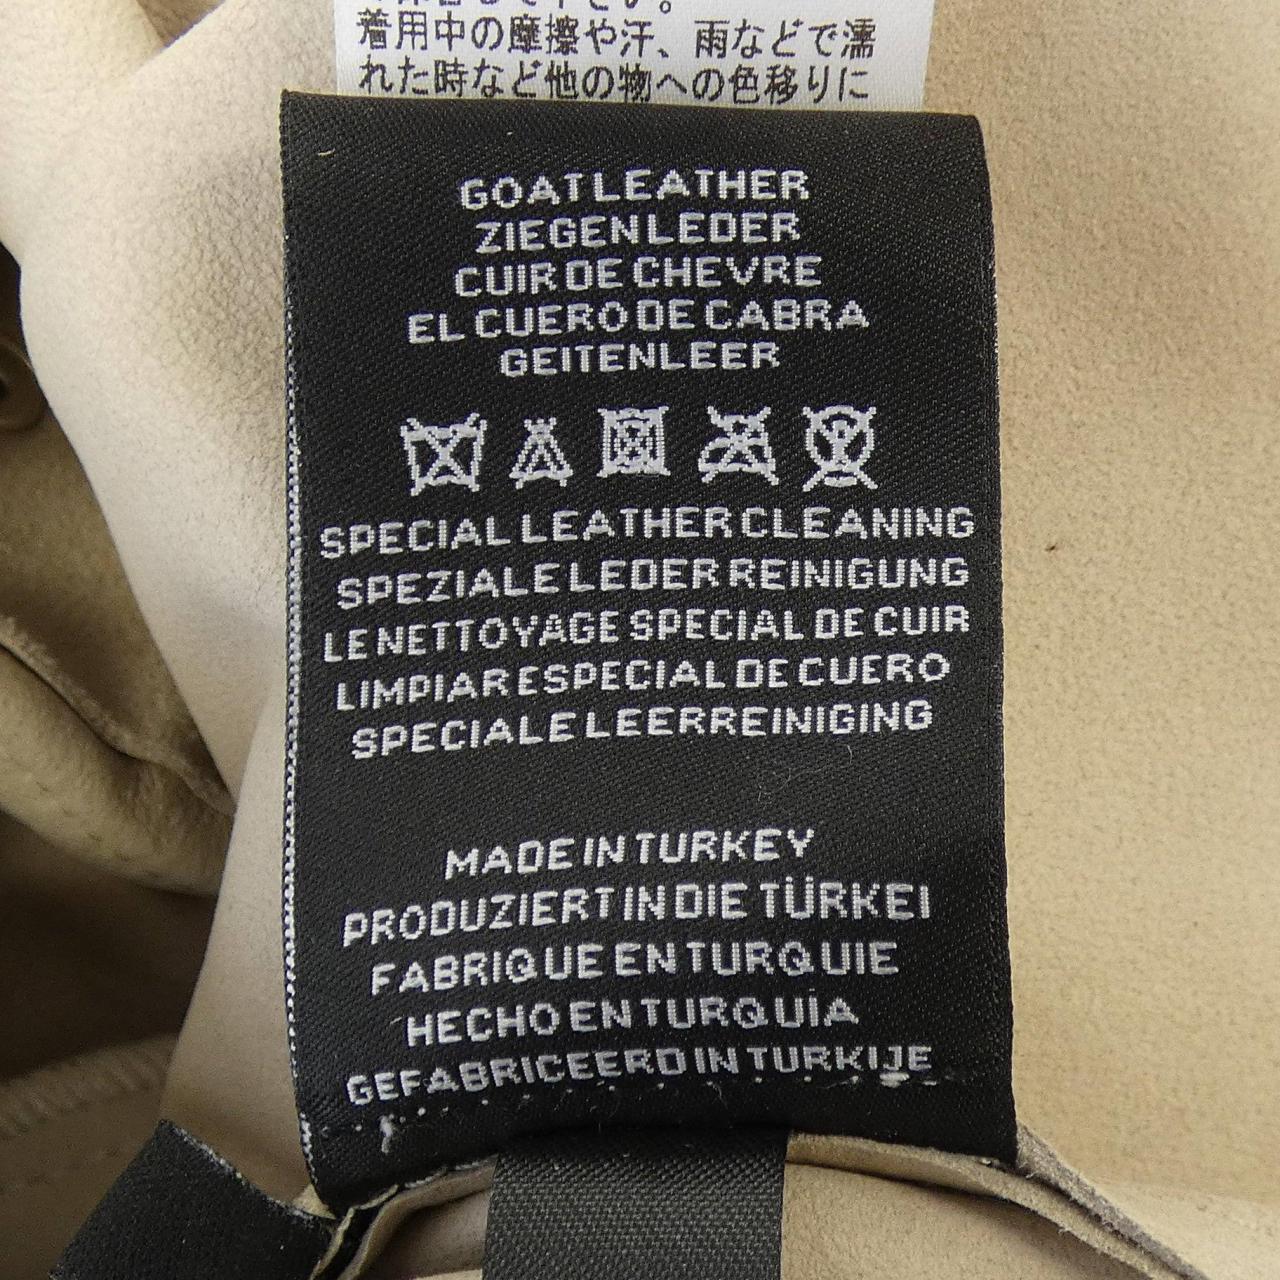 着用中の摩擦や汗、雨などで濡
れた時など他の物への色移りに
GOAT LEATHER
ZIEGENLEDER
CUIR DE CHEVRE
EL CUERO DE CABRA
GEITENLEER
SPECIAL LEATHER CLEANING
SPEZIALE LEDER REINIGUNG
LE NETTOYAGE SPECIAL DE CUIR
LIMPIAR ESPECIAL DE CUERO
SPECIALE LEERREINIGING
MADE IN TURKEY
PRODUZIERT IN DIE TÜRKEI
FABRIQUE EN TURQUIE
HECHO EN TURQUÍA
GEFABRICEERD IN TURKIJE